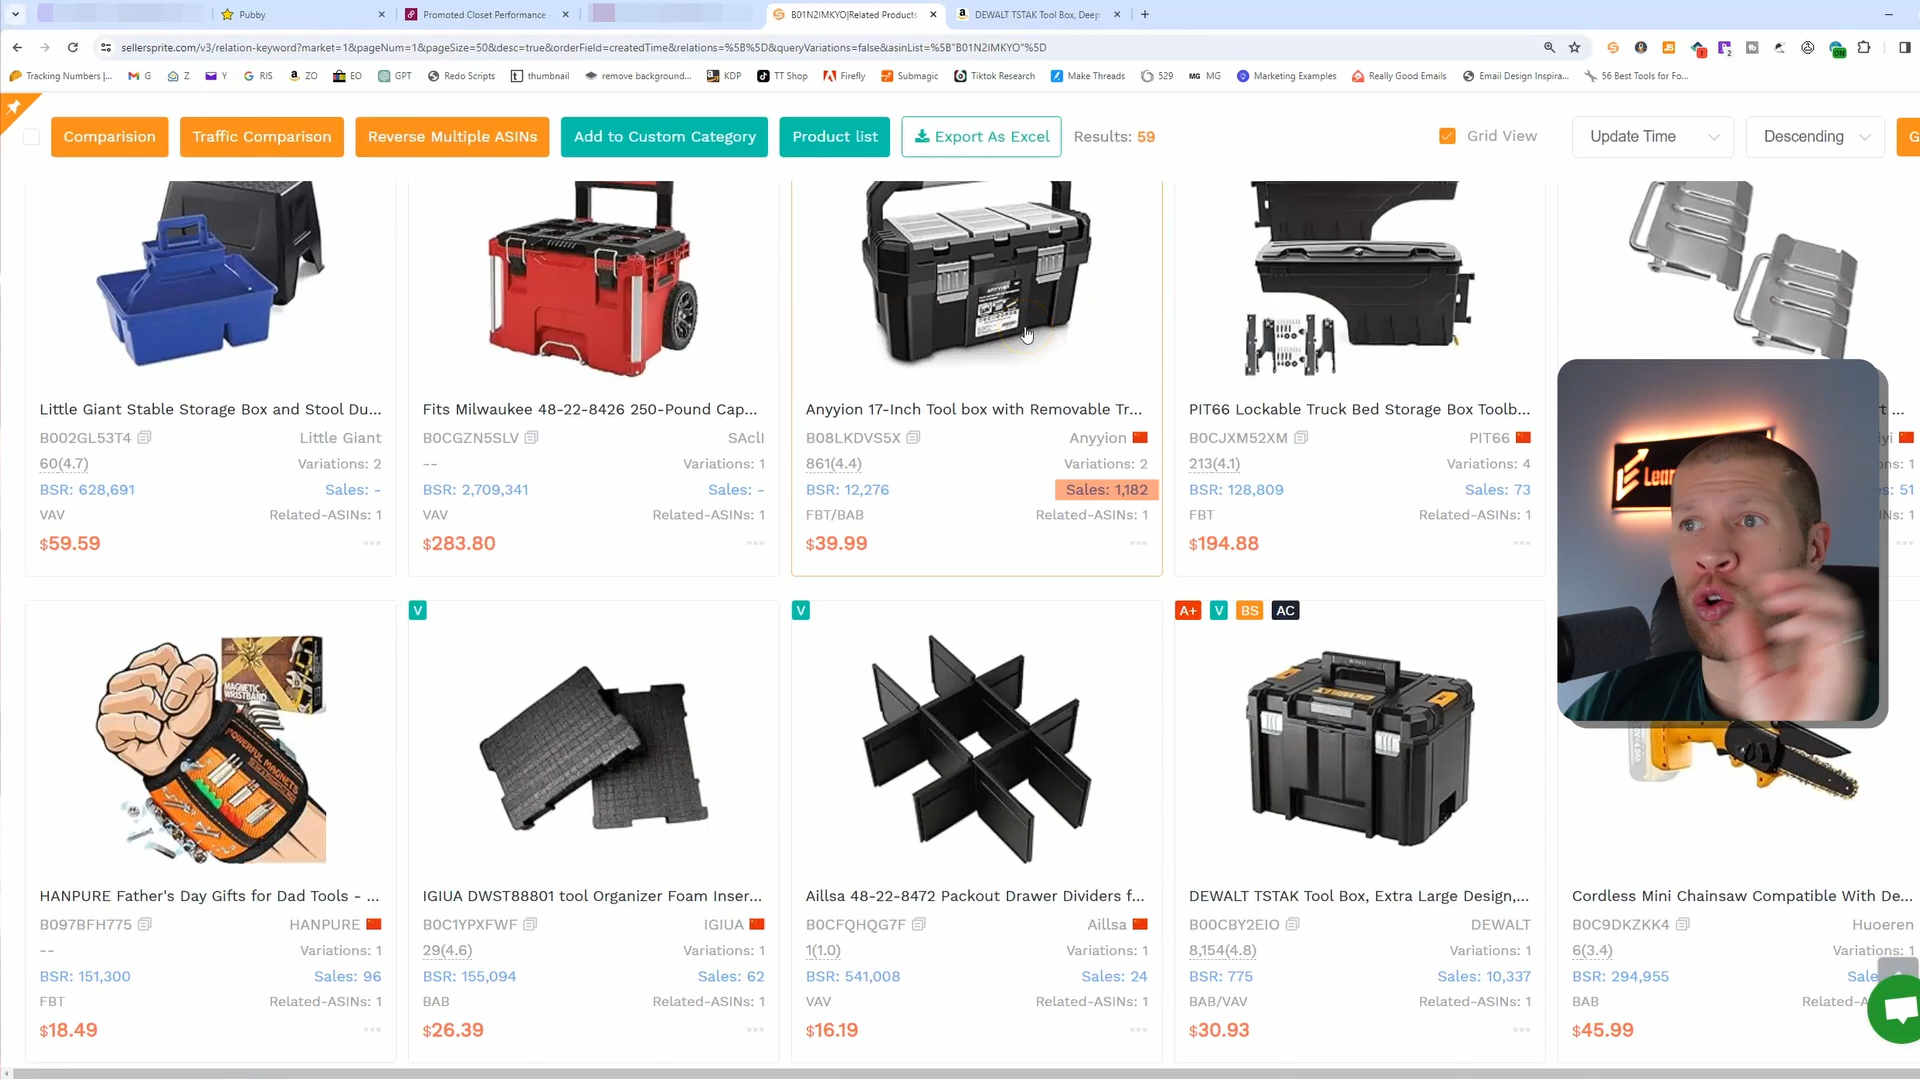 Pubby
Promoted Closet Performance
B01N2IMKYO|Related Products
DEWALT TSTAK Tool Box, Deep
sellersprite.com/v3/relation-keyword?market=1&pageNum=1&pageSize=50&desc=true&orderField=createdTime&relations=%5B%5D&queryVariations=false&asinList=%5B"B01N2IMKYO"%5D
Tracking Numbers |... M G Z Y RIS ZO EO GPT Redo Scripts thumbnail remove background... KDP TT Shop Firefly Submagic Tiktok Research Make Threads 529 MG MG Marketing Examples Really Good Emails Email Design Inspira... 56 Best Tools for Fo...
Comparision Traffic Comparison Reverse Multiple ASINs Add to Custom Category Product list Export As Excel Results: 59 Grid View Update Time Descending G
Little Giant Stable Storage Box and Stool Du...
B002GL53T4 Little Giant
60(4.7) Variations: 2
BSR: 628,691 Sales: -
VAV Related-ASINs: 1
$59.59
Fits Milwaukee 48-22-8426 250-Pound Cap...
B0CGZN5SLV SAclI
-- Variations: 1
BSR: 2,709,341 Sales: -
VAV Related-ASINs: 1
$283.80
Anyyion 17-Inch Tool box with Removable Tr...
B08LKDVS5X Anyyion
861(4.4) Variations: 2
BSR: 12,276 Sales: 1,182
FBT/BAB Related-ASINs: 1
$39.99
PIT66 Lockable Truck Bed Storage Box Toolb...
B0CJXM52XM PIT66
213(4.1) Variations: 4
BSR: 128,809 Sales: 73
FBT Related-ASINs: 1
$194.88
Lear
MAGNETIC
WRISTBAND
POWERFUL MAGNETS
HANPURE Father's Day Gifts for Dad Tools - ...
B097BFH775 HANPURE
-- Variations: 1
BSR: 151,300 Sales: 96
FBT Related-ASINs: 1
$18.49
V
IGIUA DWST88801 tool Organizer Foam Inser...
B0C1YPXFWF IGIUA
29(4.6) Variations: 1
BSR: 155,094 Sales: 62
BAB Related-ASINs: 1
$26.39
V
Aillsa 48-22-8472 Packout Drawer Dividers f...
B0CFQHQG7F Aillsa
1(1.0) Variations: 1
BSR: 541,008 Sales: 24
VAV Related-ASINs: 1
$16.19
A+ V BS AC
DEWALT TSTAK Tool Box, Extra Large Design,...
B00CBY2EIO DEWALT
8,154(4.8) Variations: 1
BSR: 775 Sales: 10,337
BAB/VAV Related-ASINs: 1
$30.93
Cordless Mini Chainsaw Compatible With De...
B0C9DKZKK4 Huoeren
6(3.4) Variations: 1
BSR: 294,955 Sale
BAB Related-A
$45.99